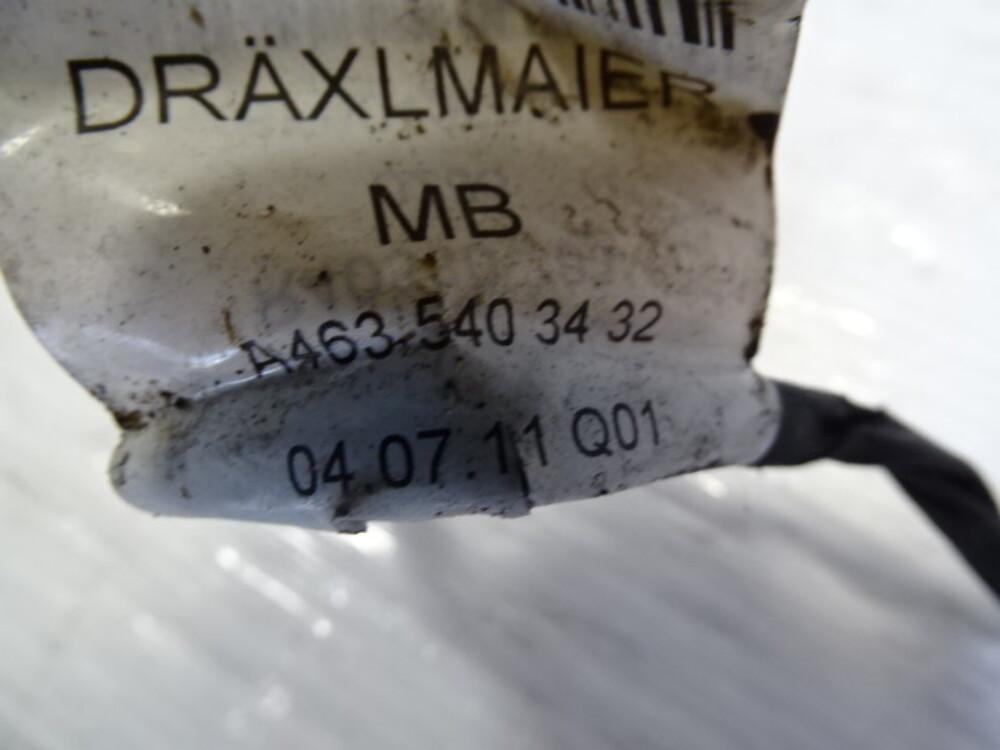 DRÄXLMAIER
MB
A463 540 34 32
04.07.11 Q01